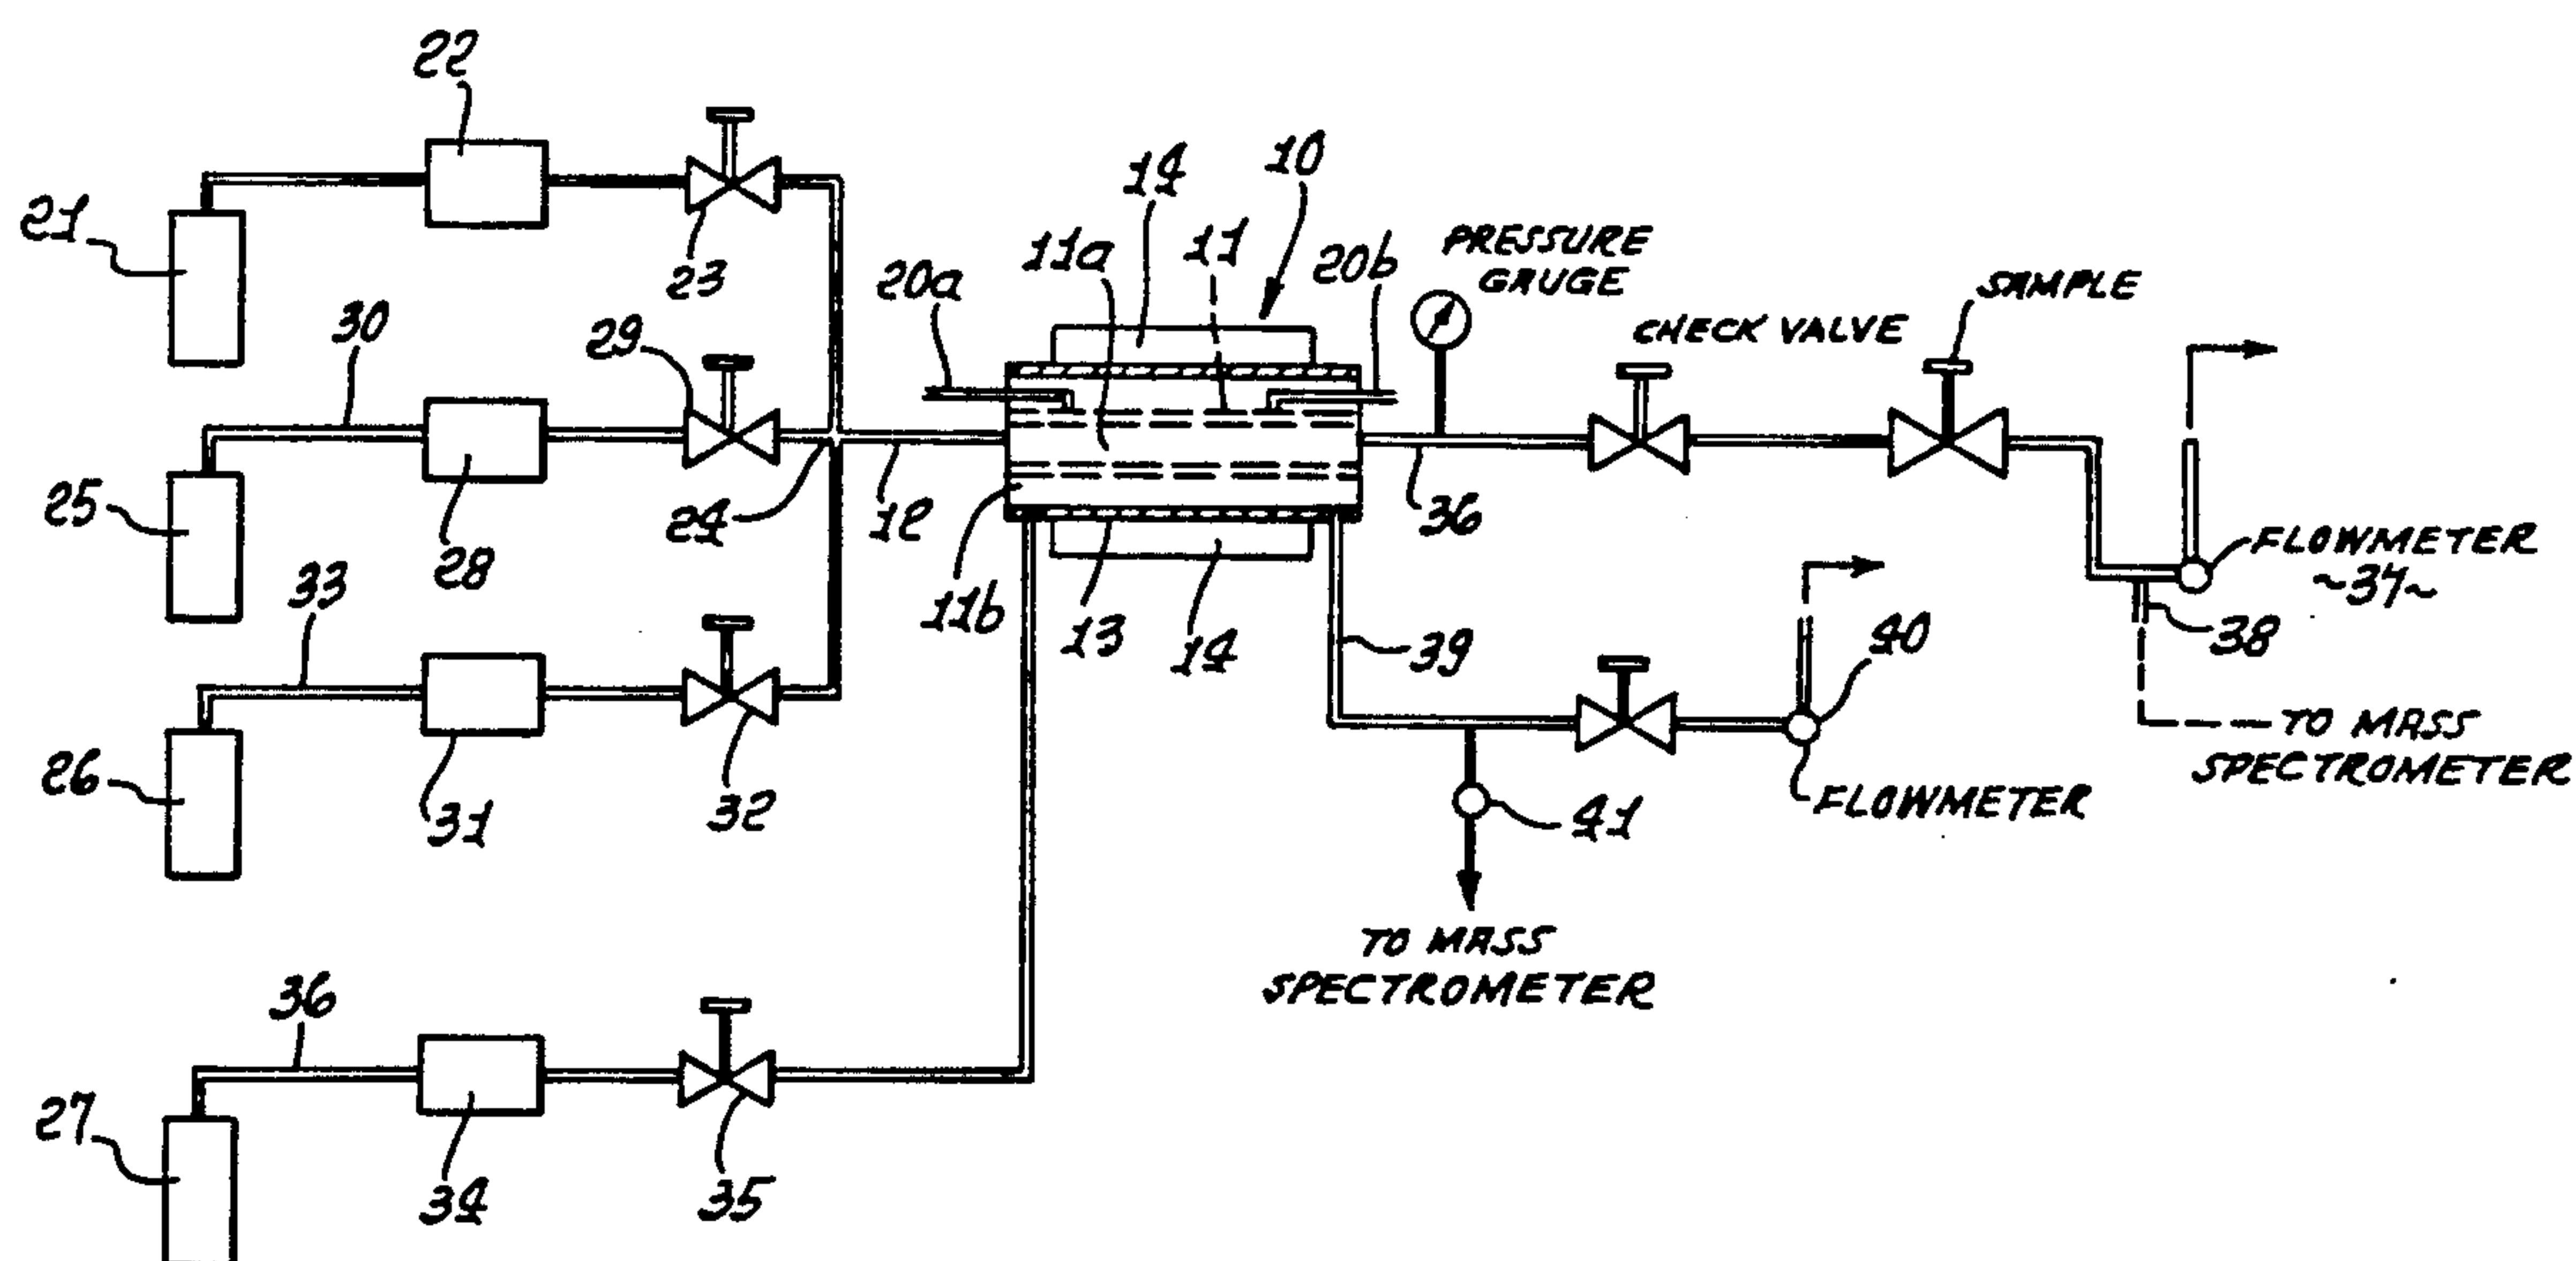 22
21
23
14
10
11a
11
20a
20b
PRESSURE
GAUGE
SAMPLE
CHECK VALVE
30
29
25
28
24
12
36
11b
13
14
FLOWMETER
~37~
38
TO MASS
SPECTROMETER
33
26
31
32
39
40
FLOWMETER
41
TO MASS
SPECTROMETER
36
27
34
35